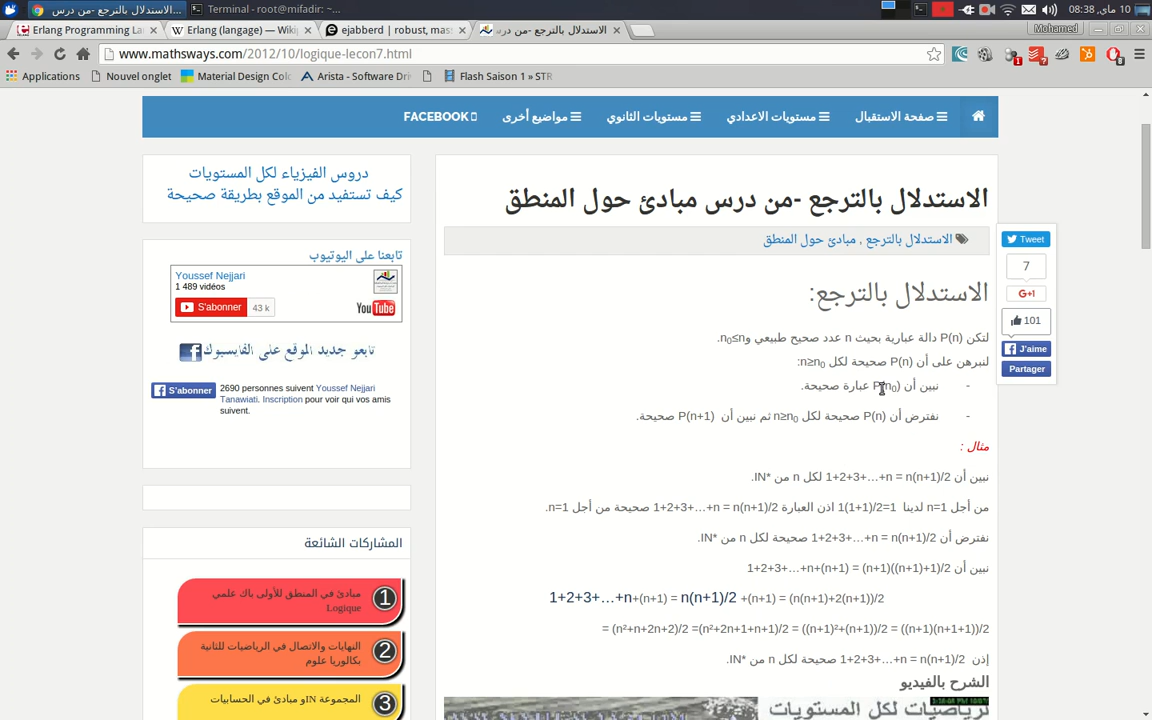 الاستدلال بالترجع -من درس...
Terminal - root@mifadir: ~...
10 ماي, 08:38
Erlang Programming La
Erlang (langage) — Wiki
ejabberd | robust, mas
الاستدلال بالترجع -من درس
Mohamed
www.mathsways.com/2012/10/logique-lecon7.html
Applications
Nouvel onglet
Material Design Colo
Arista - Software Dri
Flash Saison 1 » STR
صفحة الاستقبال
مستويات الاعدادي
مستويات الثانوي
مواضيع أخرى
FACEBOOK
دروس الفيزياء لكل المستويات
كيف تستفيد من الموقع بطريقة صحيحة
تابعنا على اليوتيوب
Youssef Nejjari
1 489 vidéos
S'abonner
43 k
YouTube
تابعو جديد الموقع على الفايسبوك
S'abonner
2690 personnes suivent Youssef Nejjari
Tanawiati. Inscription pour voir qui vos amis
suivent.
المشاركات الشائعة
1
مبادئ في المنطق للأولى باك علمي
Logique
2
النهايات والاتصال في الرياضيات للثانية
بكالوريا علوم
3
المجموعة INو مبادئ في الحسابيات
الاستدلال بالترجع -من درس مبادئ حول المنطق
الاستدلال بالترجع , مبادئ حول المنطق
الاستدلال بالترجع:
لتكن P(n) دالة عبارية بحيث n عدد صحيح طبيعي وn₀≤n.
لنبرهن على أن P(n) صحيحة لكل n≥n₀:
- نبين أن P(n₀) عبارة صحيحة.
- نفترض أن P(n) صحيحة لكل n≥n₀ ثم نبين أن P(n+1) صحيحة.
مثال :
نبين أن 1+2+3+…+n = n(n+1)/2 لكل n من IN*.
من أجل n=1 لدينا 1(1+1)/2=1 اذن العبارة 1+2+3+…+n = n(n+1)/2 صحيحة من أجل n=1.
نفترض أن 1+2+3+…+n = n(n+1)/2 صحيحة لكل n من IN*.
نبين أن 1+2+3+…+n+(n+1) = (n+1)((n+1)+1)/2
1+2+3+…+n+(n+1) = n(n+1)/2 +(n+1) = (n(n+1)+2(n+1))/2
= (n²+n+2n+2)/2 =(n²+2n+1+n+1)/2 = ((n+1)²+(n+1))/2 = ((n+1)(n+1+1))/2
إذن 1+2+3+…+n = n(n+1)/2 صحيحة لكل n من IN*.
الشرح بالفيديو
رياضيات لكل المستويات
Tweet
7
G+1
101
J'aime
Partager